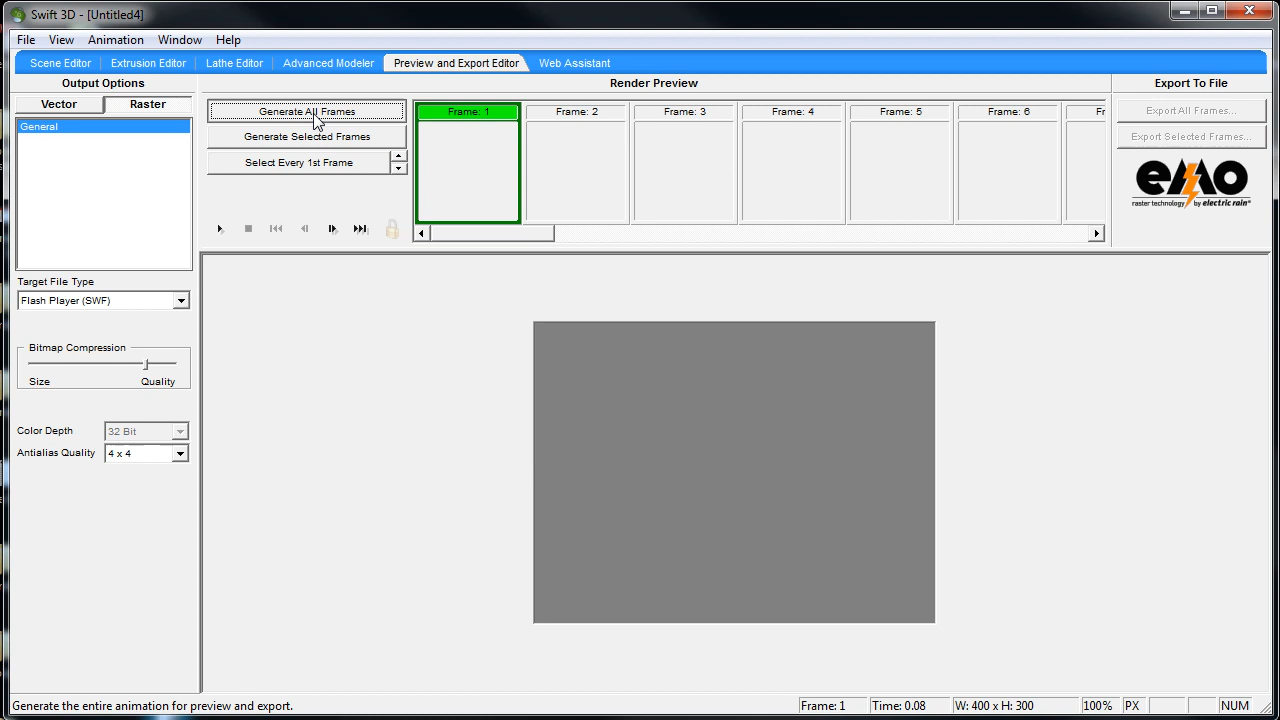 Swift 3D - [Untitled4]
File View Animation Window Help
Scene Editor Extrusion Editor Lathe Editor Advanced Modeler Preview and Export Editor Web Assistant
Output Options
Render Preview
Export To File
Vector Raster
General
Generate All Frames
Generate Selected Frames
Select Every 1st Frame
Frame: 1 Frame: 2 Frame: 3 Frame: 4 Frame: 5 Frame: 6 Fr
Export All Frames...
Export Selected Frames...
emo
raster technology by electric rain®
Target File Type
Flash Player (SWF)
Bitmap Compression
Size Quality
Color Depth 32 Bit
Antialias Quality 4 x 4
Generate the entire animation for preview and export.
Frame: 1 Time: 0.08 W: 400 x H: 300 100% PX NUM